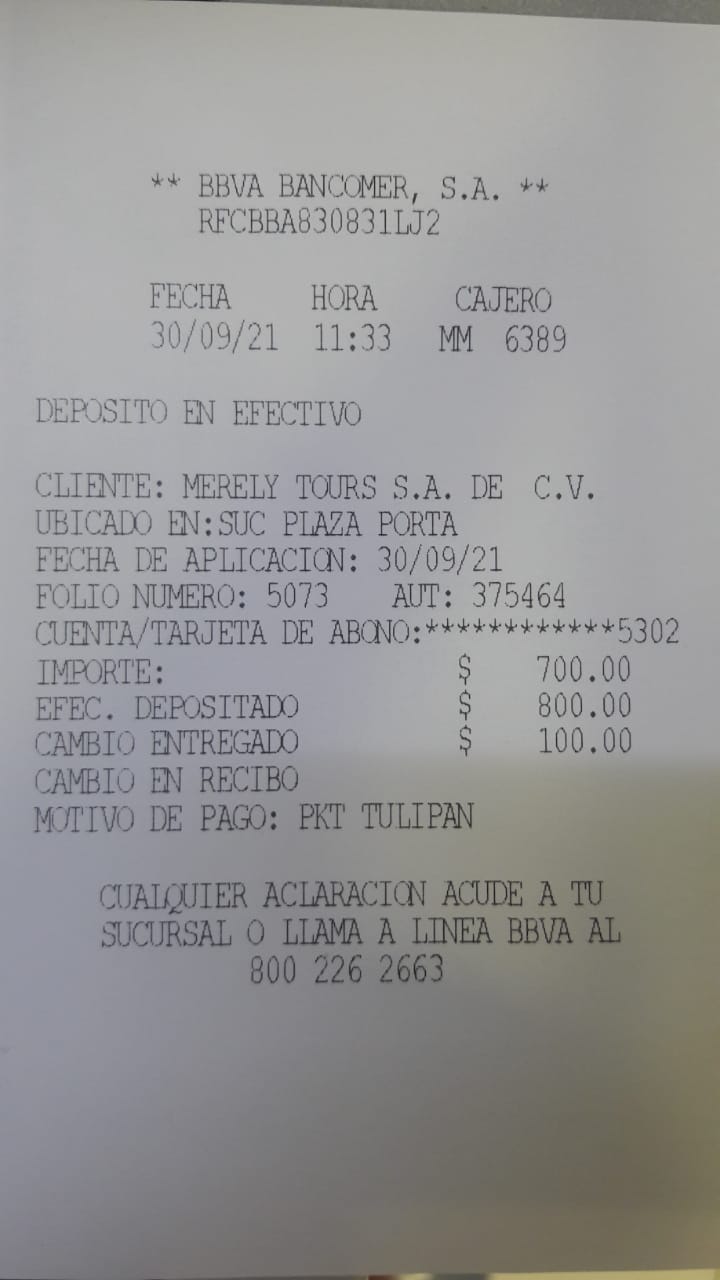 ** BBVA BANCOMER, S.A. **
RFCBBA830831LJ2
FECHA HORA CAJERO
30/09/21 11:33 MM 6389
DEPOSITO EN EFECTIVO
CLIENTE: MERELY TOURS S.A. DE C.V.
UBICADO EN:SUC PLAZA PORTA
FECHA DE APLICACION: 30/09/21
FOLIO NUMERO: 5073 AUT: 375464
CUENTA/TARJETA DE ABONO:************5302
IMPORTE: $ 700.00
EFEC. DEPOSITADO $ 800.00
CAMBIO ENTREGADO $ 100.00
CAMBIO EN RECIBO
MOTIVO DE PAGO: PKT TULIPAN
CUALQUIER ACLARACION ACUDE A TU
SUCURSAL O LLAMA A LINEA BBVA AL
800 226 2663